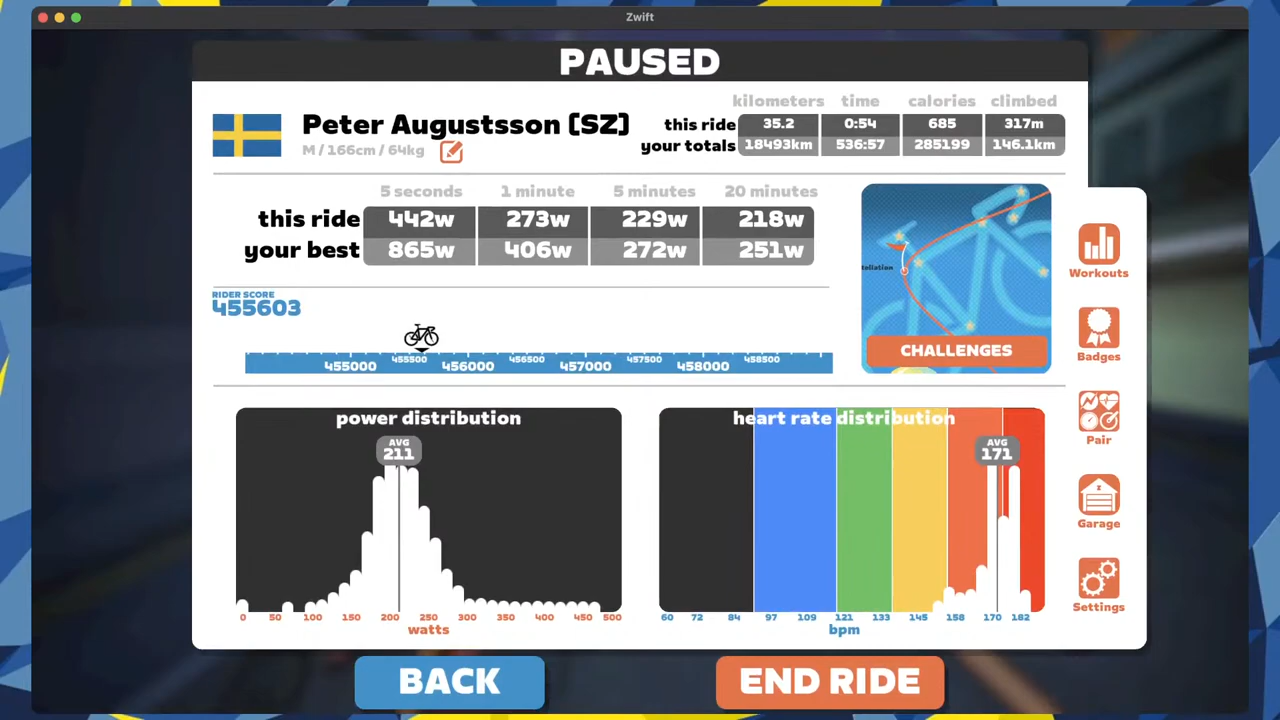 Zwift
PAUSED
Peter Augustsson (SZ)
M / 166cm / 64kg
kilometers time calories climbed
this ride 35.2 0:54 685 317m
your totals 18493km 536:57 285199 146.1km
5 seconds 1 minute 5 minutes 20 minutes
this ride 442w 273w 229w 218w
your best 865w 406w 272w 251w
RIDER SCORE
455603
455500 456500 457500 458500
455000 456000 457000 458000
CHALLENGES
Workouts
Badges
Pair
Garage
Settings
power distribution
AVG
211
0 50 100 150 200 250 300 350 400 450 500
watts
heart rate distribution
AVG
171
60 72 84 97 109 121 133 145 158 170 182
bpm
BACK
END RIDE